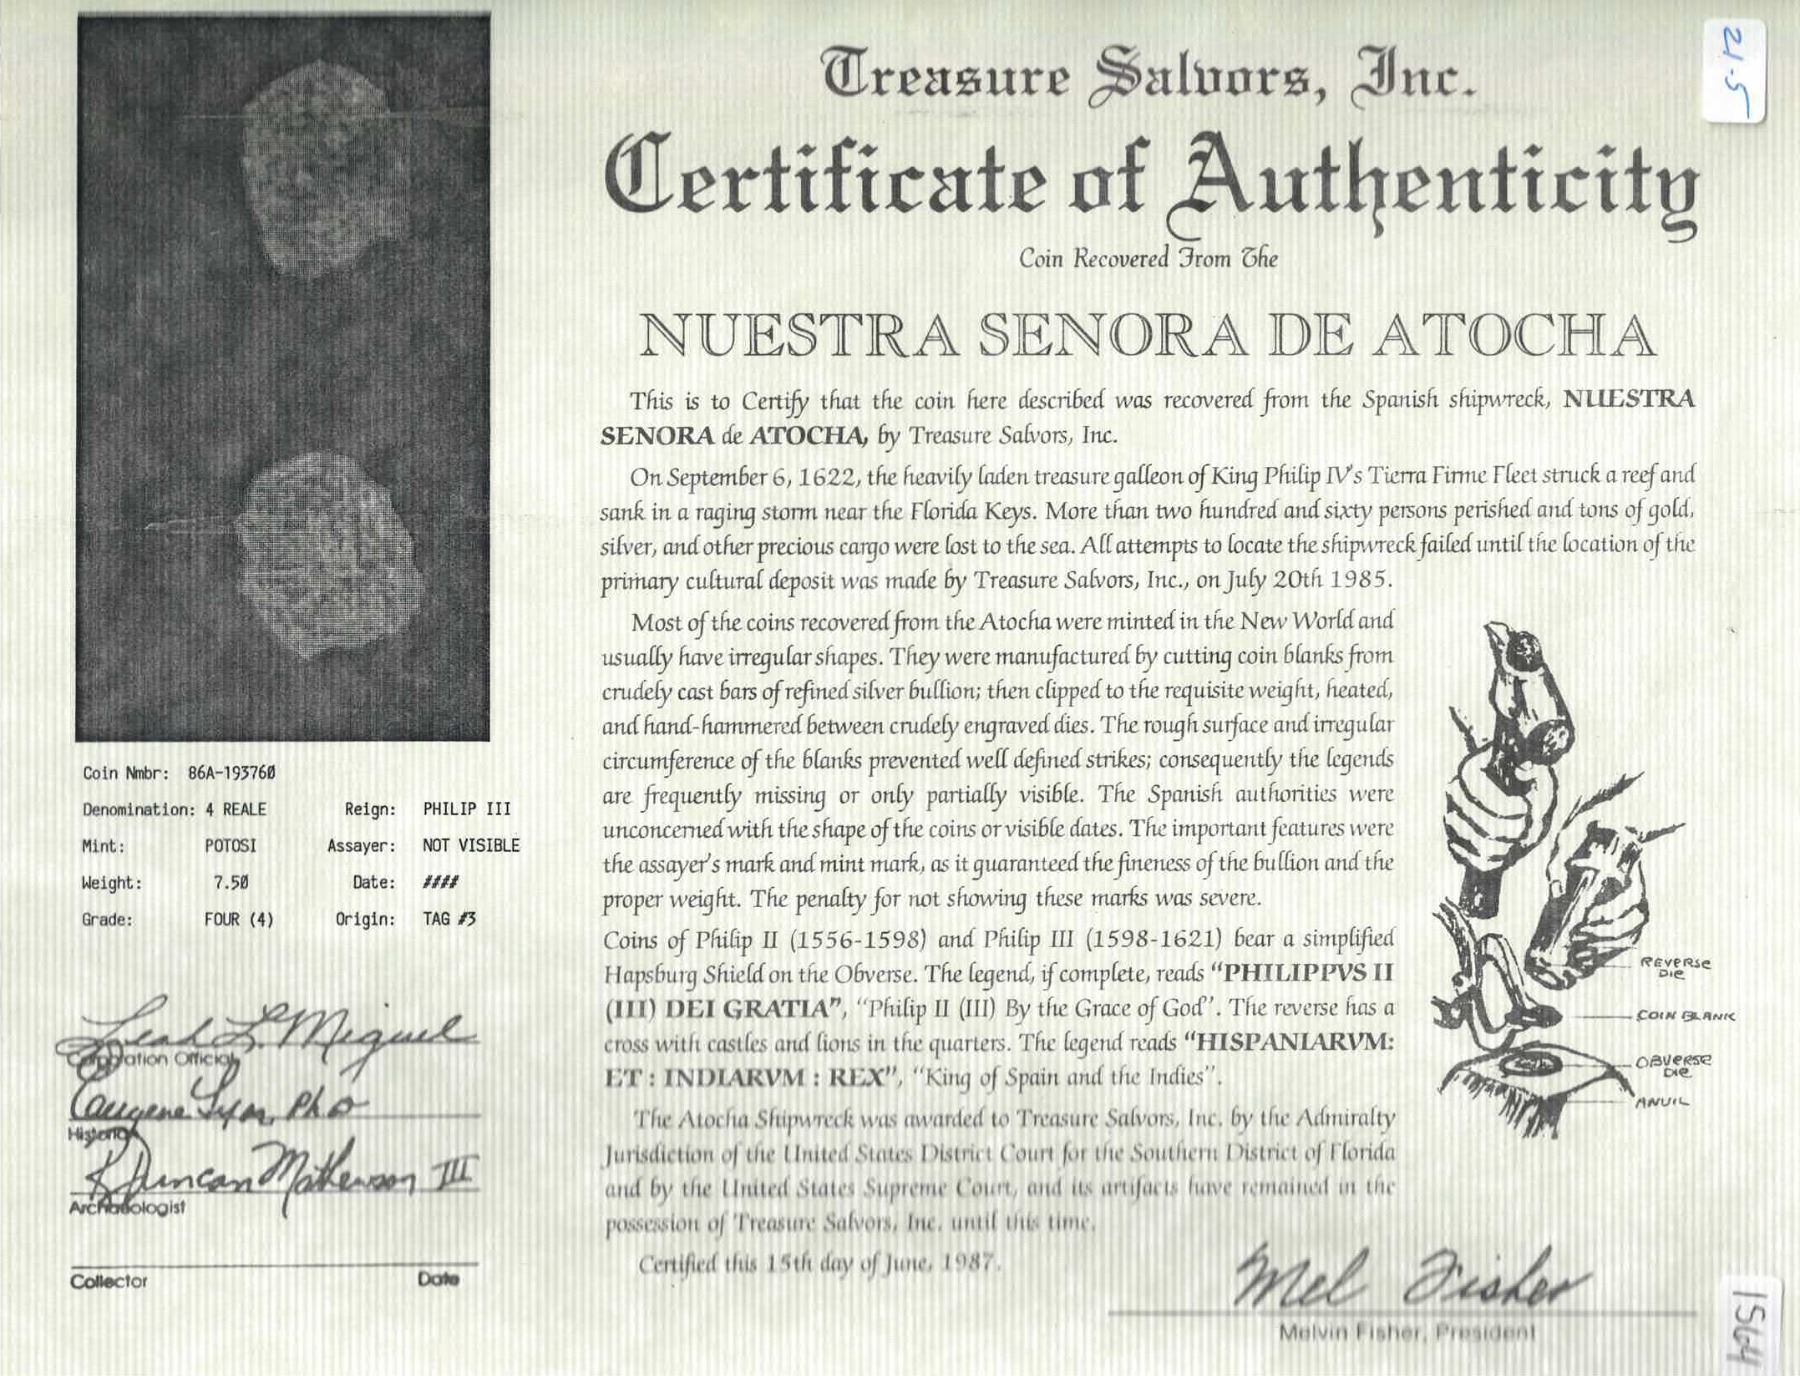 21.5
Treasure Salvors, Inc.
Certificate of Authenticity
Coin Recovered From The
NUESTRA SENORA DE ATOCHA
This is to Certify that the coin here described was recovered from the Spanish shipwreck, NUESTRA
SENORA de ATOCHA, by Treasure Salvors, Inc.
On September 6, 1622, the heavily laden treasure galleon of King Philip IV's Tierra Firme Fleet struck a reef and
sank in a raging storm near the Florida Keys. More than two hundred and sixty persons perished and tons of gold,
silver, and other precious cargo were lost to the sea. All attempts to locate the shipwreck failed until the location of the
primary cultural deposit was made by Treasure Salvors, Inc., on July 20th 1985.
Most of the coins recovered from the Atocha were minted in the New World and
usually have irregular shapes. They were manufactured by cutting coin blanks from
crudely cast bars of refined silver bullion; then clipped to the requisite weight, heated,
and hand-hammered between crudely engraved dies. The rough surface and irregular
circumference of the blanks prevented well defined strikes; consequently the legends
are frequently missing or only partially visible. The Spanish authorities were
unconcerned with the shape of the coins or visible dates. The important features were
the assayer's mark and mint mark, as it guaranteed the fineness of the bullion and the
proper weight. The penalty for not showing these marks was severe.
Coins of Philip II (1556-1598) and Philip III (1598-1621) bear a simplified
Hapsburg Shield on the Obverse. The legend, if complete, reads "PHILIPPVS II
(III) DEI GRATIA", "Philip II (III) By the Grace of God". The reverse has a
cross with castles and lions in the quarters. The legend reads "HISPANIARVM:
ET : INDIARVM : REX", "King of Spain and the Indies".
The Atocha Shipwreck was awarded to Treasure Salvors, Inc. by the Admiralty
Jurisdiction of the United States District Court for the Southern District of Florida
and by the United States Supreme Court, and its artifacts have remained in the
possession of Treasure Salvors, Inc. until this time.
Certified this 15th day of June, 1987.
Mel Fisher
Melvin Fisher, President
REVERSE
DIE
COIN BLANK
OBVERSE
DIE
ANVIL
Coin Nmbr: 86A-193760
Denomination: 4 REALE Reign: PHILIP III
Mint: POTOSI Assayer: NOT VISIBLE
Weight: 7.50 Date: ####
Grade: FOUR (4) Origin: TAG #3
Leah L. Miguel
Corporation Official
Eugene Lyon, PhD
Historian
R Duncan Mathewson III
Archaeologist
Collector Date
1564